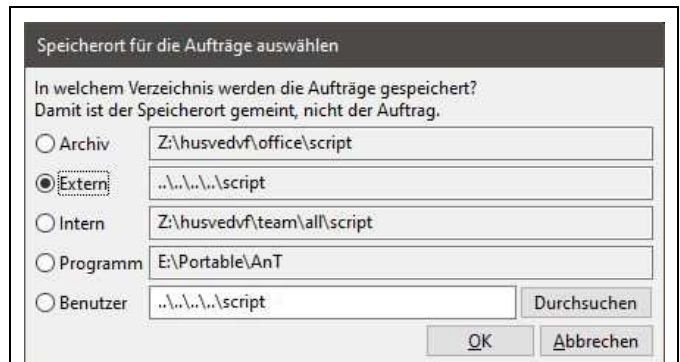 Speicherort für die Aufträge auswählen
In welchem Verzeichnis werden die Aufträge gespeichert?
Damit ist der Speicherort gemeint, nicht der Auftrag.
Archiv Z:\husvedvf\office\script
Extern ..\..\..\..\script
Intern Z:\husvedvf\team\all\script
Programm E:\Portable\AnT
Benutzer ..\..\..\..\script Durchsuchen
OK Abbrechen